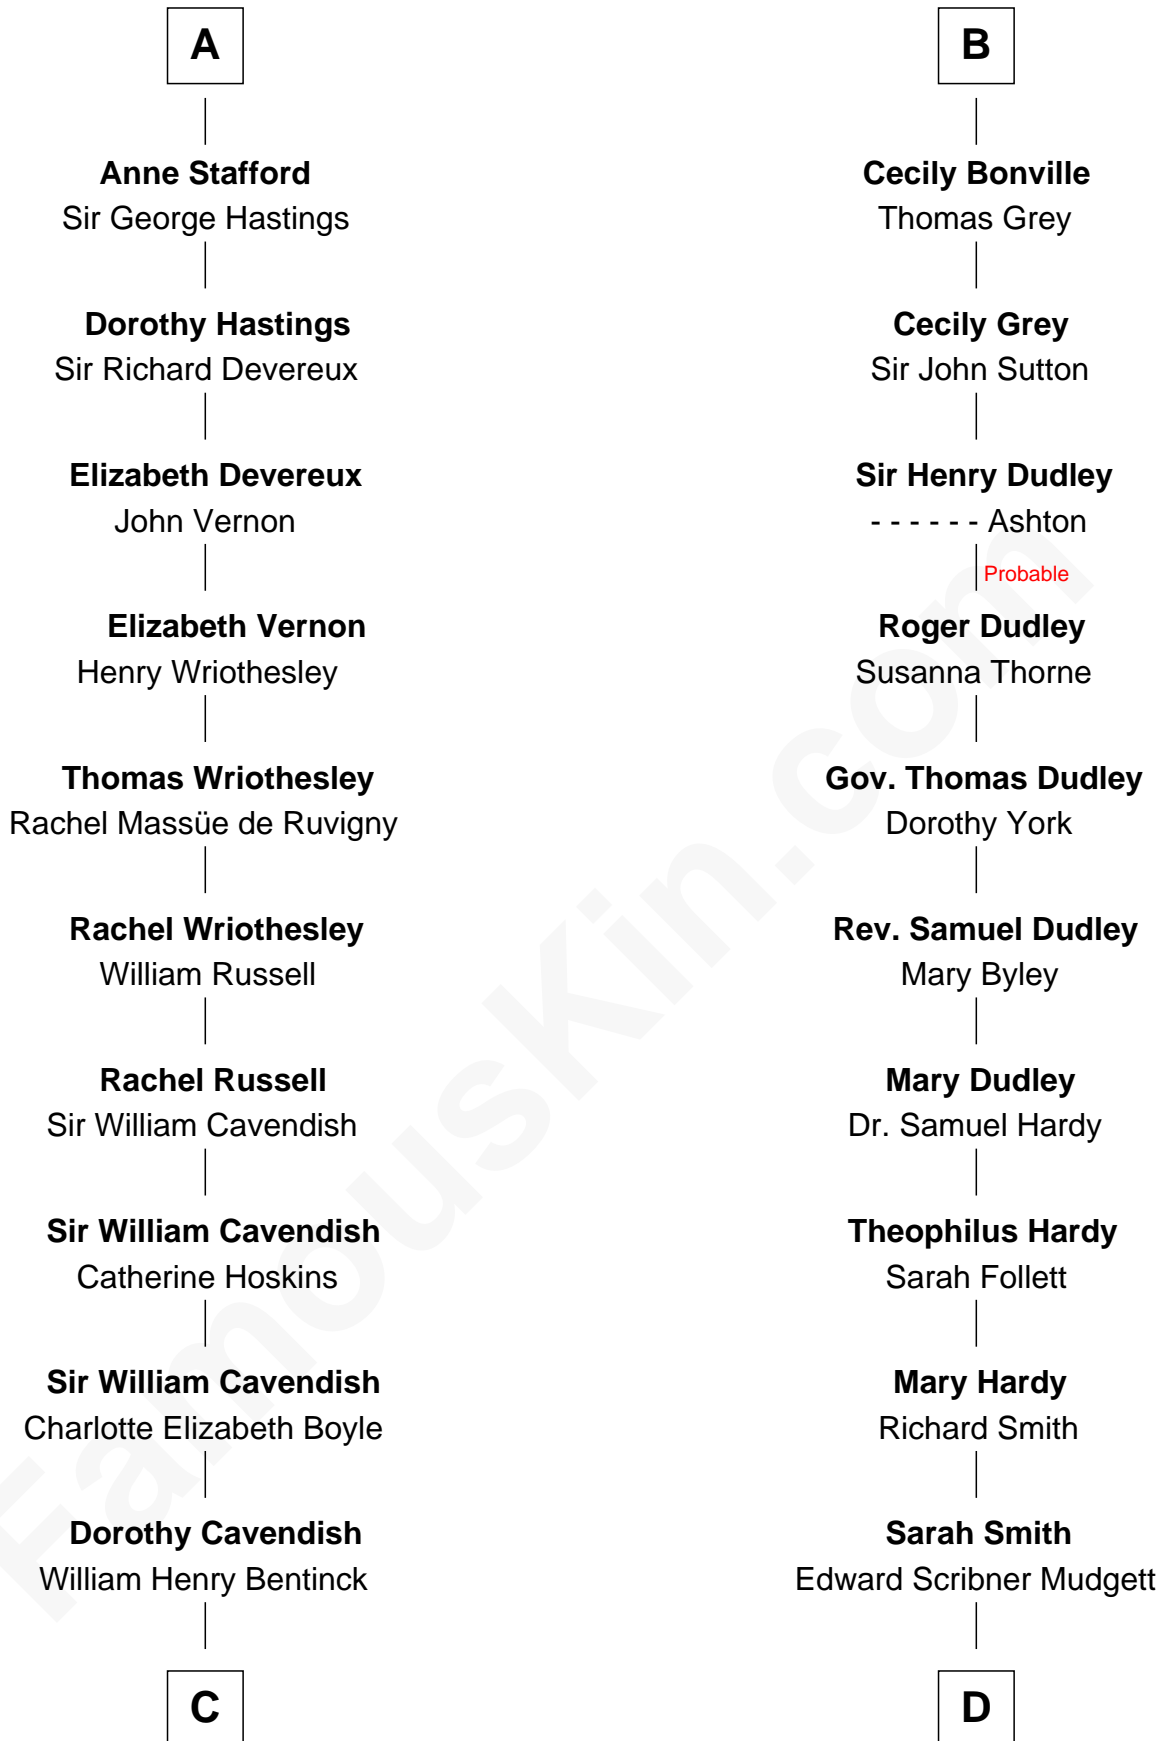 A
Anne Stafford
Sir George Hastings
Dorothy Hastings
Sir Richard Devereux
Elizabeth Devereux
John Vernon
Elizabeth Vernon
Henry Wriothesley
Thomas Wriothesley
Rachel Massüe de Ruvigny
Rachel Wriothesley
William Russell
Rachel Russell
Sir William Cavendish
Sir William Cavendish
Catherine Hoskins
Sir William Cavendish
Charlotte Elizabeth Boyle
Dorothy Cavendish
William Henry Bentinck
C
B
Cecily Bonville
Thomas Grey
Cecily Grey
Sir John Sutton
Sir Henry Dudley
- - - - - - Ashton
Probable
Roger Dudley
Susanna Thorne
Gov. Thomas Dudley
Dorothy York
Rev. Samuel Dudley
Mary Byley
Mary Dudley
Dr. Samuel Hardy
Theophilus Hardy
Sarah Follett
Mary Hardy
Richard Smith
Sarah Smith
Edward Scribner Mudgett
D
FamousKin.com